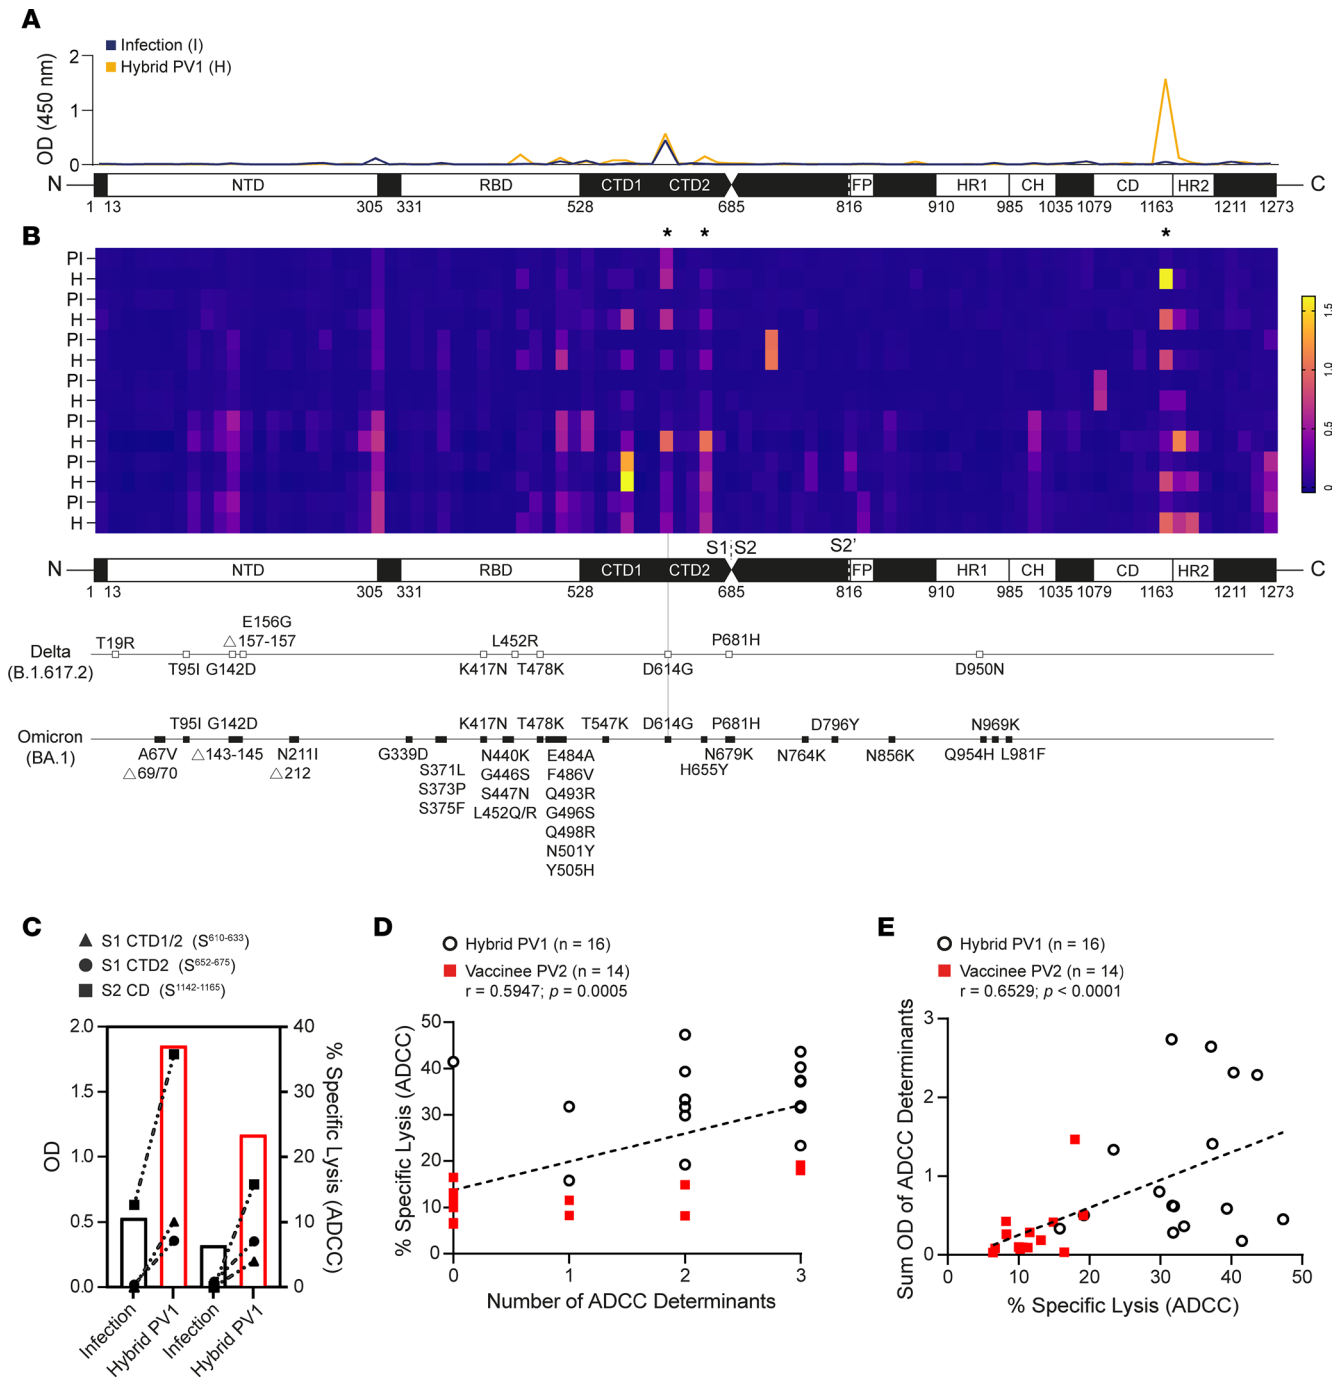 A
Infection (I)
Hybrid PV1 (H)
OD (450 nm)
2
1
0
N NTD RBD CTD1 CTD2 FP HR1 CH CD HR2 C
1 13 305 331 528 685 816 910 985 1035 1079 1163 1211 1273
B
* * *
PI
H
PI
H
PI
H
PI
H
PI
H
PI
H
PI
H
1.5
1.0
0.5
0
S1 S2 S2’
N NTD RBD CTD1 CTD2 FP HR1 CH CD HR2 C
1 13 305 331 528 685 816 910 985 1035 1079 1163 1211 1273
Delta
(B.1.617.2)
E156G
T19R △157-157 L452R P681H
T95I G142D K417N T478K D614G D950N
Omicron
(BA.1)
T95I G142D K417N T478K T547K D614G P681H D796Y N969K
A67V △143-145 N211I G339D N440K E484A N679K N764K N856K Q954H L981F
△69/70 △212 S371L G446S F486V H655Y
S373P S447N Q493R
S375F L452Q/R G496S
Q498R
N501Y
Y505H
C
S1 CTD1/2 (S610-633)
S1 CTD2 (S652-675)
S2 CD (S1142-1165)
OD
2.0
1.5
1.0
0.5
0.0
% Specific Lysis (ADCC)
40
30
20
10
0
Infection
Hybrid PV1
Infection
Hybrid PV1
D
Hybrid PV1 (n = 16)
Vaccinee PV2 (n = 14)
r = 0.5947; p = 0.0005
% Specific Lysis (ADCC)
50
40
30
20
10
0
0 1 2 3
Number of ADCC Determinants
E
Hybrid PV1 (n = 16)
Vaccinee PV2 (n = 14)
r = 0.6529; p < 0.0001
Sum OD of ADCC Determinants
3
2
1
0
0 10 20 30 40 50
% Specific Lysis (ADCC)